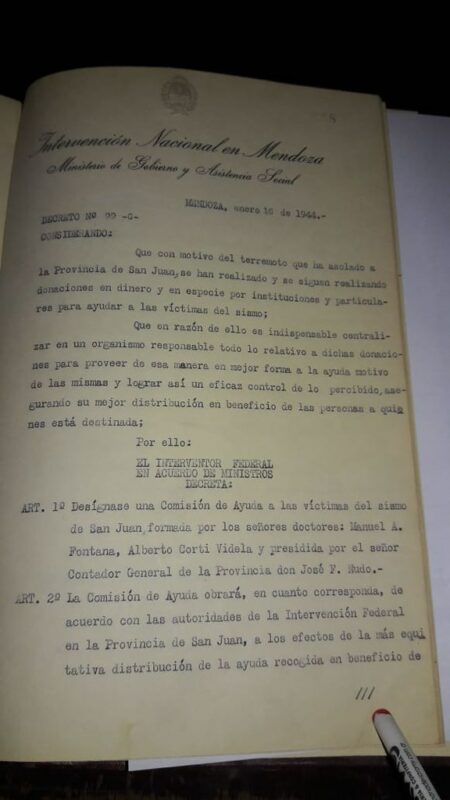 8
Intervención Nacional en Mendoza
Ministerio de Gobierno y Asistencia Social
MENDOZA, enero 16 de 1944.-
DECRETO Nº 99 -G-
CONSIDERANDO:
Que con motivo del terremoto que ha asolado a
la Provincia de San Juan,se han realizado y se siguen realizando
donaciones en dinero y en especie por instituciones y particula-
res para ayudar a las víctimas del sismo;
Que en razón de ello es indispensable centrali-
zar en un organismo responsable todo lo relativo a dichas donacio-
nes para proveer de esa manera en mejor forma a la ayuda motivo
de las mismas y lograr así un eficaz control de lo percibido,ase-
gurando su mejor distribución en beneficio de las personas a quie
nes está destinada;
Por ello:
EL INTERVENTOR FEDERAL
EN ACUERDO DE MINISTROS
DECRETA:
ART. 1º Desígnase una Comisión de Ayuda a las víctimas del sismo
de San Juan,formada por los señores doctores: Manuel A.
Fontana, Alberto Corti Videla y presidida por el señor
Contador General de la Provincia don José F. Nudo.-
ART. 2º La Comisión de Ayuda obrará, en cuanto corresponda, de
acuerdo con las autoridades de la Intervención Federal
en la Provincia de San Juan, a los efectos de la más equi
tativa distribución de la ayuda recogida en beneficio de
///